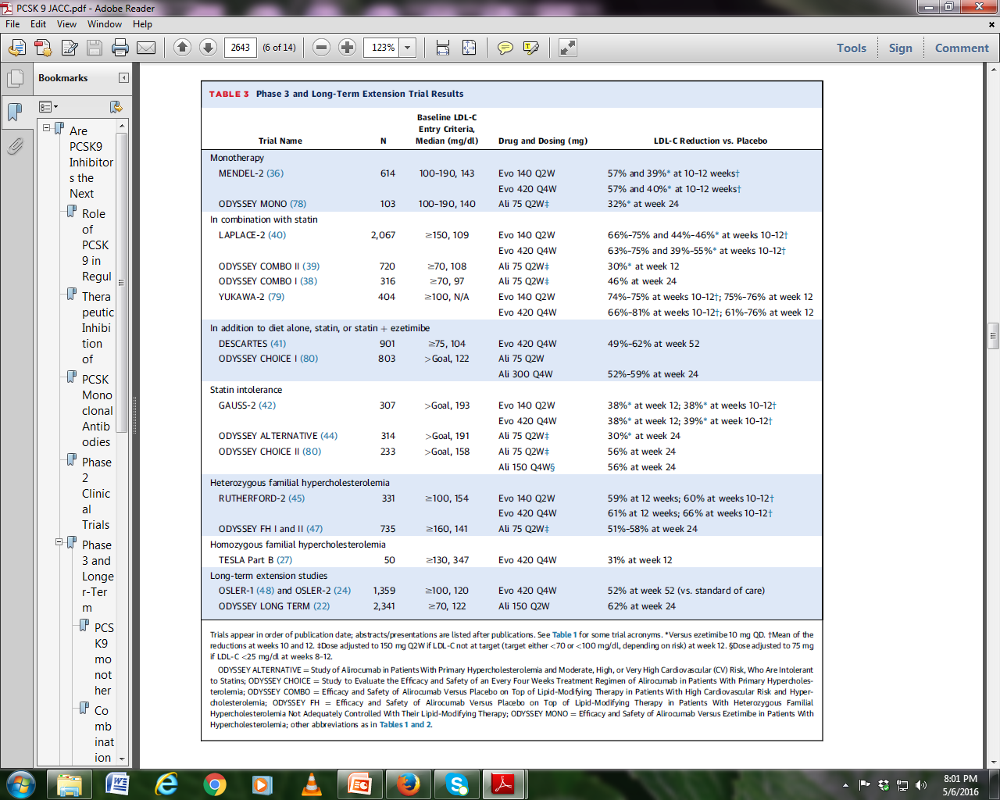 PCSK 9 JACC.pdf - Adobe Reader
File Edit View Window Help
2643 (6 of 14) 123% Tools Sign Comment
Bookmarks
Are
PCSK9
Inhibitor
s the
Next
Role
of
PCSK
9 in
Regul
Thera
peutic
Inhibi
tion
of
PCSK
Mono
clonal
Antib
odies
Phase
2
Clinic
al
Trials
Phase
3 and
Longe
r-Ter
m
PCS
K9
mo
not
her
Co
mb
inat
ion
TABLE 3 Phase 3 and Long-Term Extension Trial Results
Trial Name N Baseline LDL-C Entry Criteria, Median (mg/dl) Drug and Dosing (mg) LDL-C Reduction vs. Placebo
Monotherapy
MENDEL-2 (36) 614 100–190, 143 Evo 140 Q2W 57% and 39%* at 10–12 weeks†
Evo 420 Q4W 57% and 40%* at 10–12 weeks†
ODYSSEY MONO (78) 103 100–190, 140 Ali 75 Q2W‡ 32%* at week 24
In combination with statin
LAPLACE-2 (40) 2,067 ≥150, 109 Evo 140 Q2W 66%–75% and 44%–46%* at weeks 10–12†
Evo 420 Q4W 63%–75% and 39%–55%* at weeks 10–12†
ODYSSEY COMBO II (39) 720 ≥70, 108 Ali 75 Q2W‡ 30%* at week 12
ODYSSEY COMBO I (38) 316 ≥70, 97 Ali 75 Q2W‡ 46% at week 24
YUKAWA-2 (79) 404 ≥100, N/A Evo 140 Q2W 74%–75% at weeks 10–12†; 75%–76% at week 12
Evo 420 Q4W 66%–81% at weeks 10–12†; 61%–76% at week 12
In addition to diet alone, statin, or statin + ezetimibe
DESCARTES (41) 901 ≥75, 104 Evo 420 Q4W 49%–62% at week 52
ODYSSEY CHOICE I (80) 803 >Goal, 122 Ali 75 Q2W
Ali 300 Q4W 52%–59% at week 24
Statin intolerance
GAUSS-2 (42) 307 >Goal, 193 Evo 140 Q2W 38%* at week 12; 38%* at weeks 10–12†
Evo 420 Q4W 38%* at week 12; 39%* at week 10–12†
ODYSSEY ALTERNATIVE (44) 314 >Goal, 191 Ali 75 Q2W‡ 30%* at week 24
ODYSSEY CHOICE II (80) 233 >Goal, 158 Ali 75 Q2W‡ 56% at week 24
Ali 150 Q4W§ 56% at week 24
Heterozygous familial hypercholesterolemia
RUTHERFORD-2 (45) 331 ≥100, 154 Evo 140 Q2W 59% at 12 weeks; 60% at weeks 10–12†
Evo 420 Q4W 61% at 12 weeks; 66% at weeks 10–12†
ODYSSEY FH I and II (47) 735 ≥160, 141 Ali 75 Q2W‡ 51%–58% at week 24
Homozygous familial hypercholesterolemia
TESLA Part B (27) 50 ≥130, 347 Evo 420 Q4W 31% at week 12
Long-term extension studies
OSLER-1 (48) and OSLER-2 (24) 1,359 ≥100, 120 Evo 420 Q4W 52% at week 52 (vs. standard of care)
ODYSSEY LONG TERM (22) 2,341 ≥70, 122 Ali 150 Q2W 62% at week 24
Trials appear in order of publication date; abstracts/presentations are listed after publications. See Table 1 for some trial acronyms. *Versus ezetimibe 10 mg QD. †Mean of the
reductions at weeks 10 and 12. ‡Dose adjusted to 150 mg Q2W if LDL-C not at target (target either <70 or <100 mg/dl, depending on risk) at week 12. §Dose adjusted to 75 mg
if LDL-C <25 mg/dl at weeks 8–12.
ODYSSEY ALTERNATIVE = Study of Alirocumab in Patients With Primary Hypercholesterolemia and Moderate, High, or Very High Cardiovascular (CV) Risk, Who Are Intolerant
to Statins; ODYSSEY CHOICE = Study to Evaluate the Efficacy and Safety of an Every Four Weeks Treatment Regimen of Alirocumab in Patients With Primary Hypercholes-
terolemia; ODYSSEY COMBO = Efficacy and Safety of Alirocumab Versus Placebo on Top of Lipid-Modifying Therapy in Patients With High Cardiovascular Risk and Hyper-
cholesterolemia; ODYSSEY FH = Efficacy and Safety of Alirocumab Versus Placebo on Top of Lipid-Modifying Therapy in Patients With Heterozygous Familial
Hypercholesterolemia Not Adequately Controlled With Their Lipid-Modifying Therapy; ODYSSEY MONO = Efficacy and Safety of Alirocumab Versus Ezetimibe in Patients With
Hypercholesterolemia; other abbreviations as in Tables 1 and 2.
8:01 PM
5/6/2016